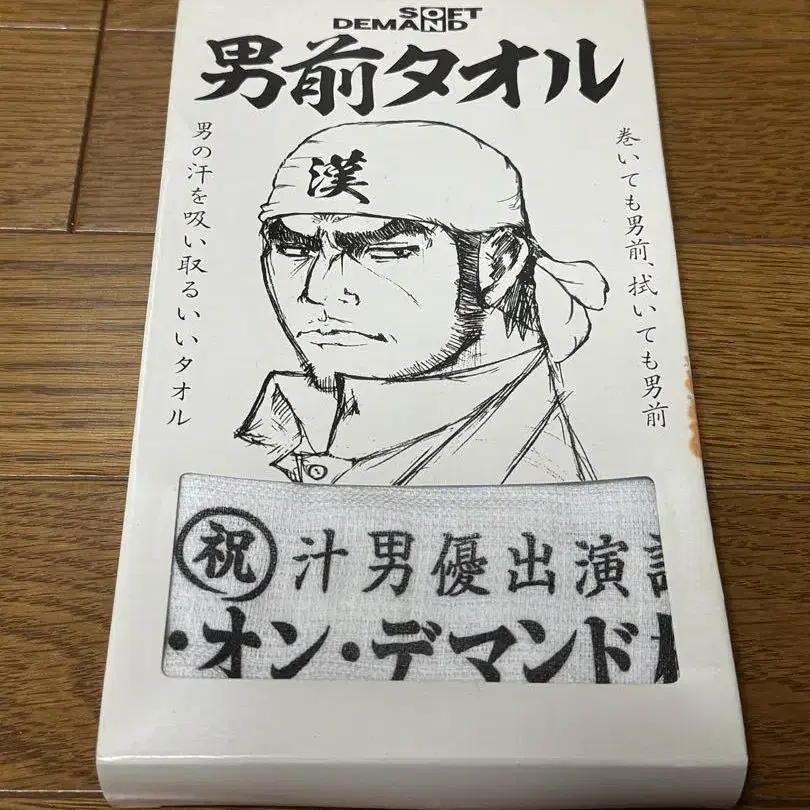 SOFT
ON
DEMAND
男前タオル
巻いても男前、拭いても男前
男の汗を吸い取るいいタオル
漢
祝 汁男優出演
・オン・デマンド